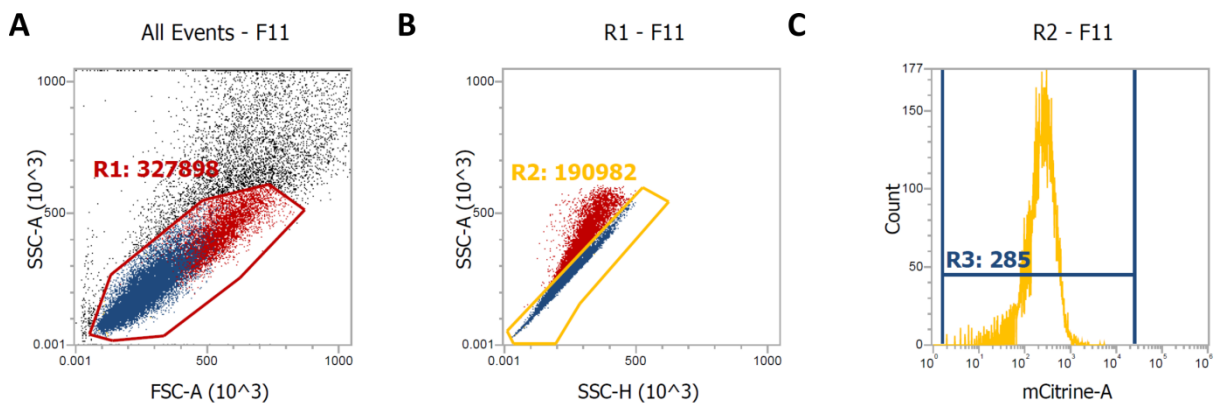 A
All Events - F11
SSC-A (10^3)
1000
500
0.001
R1: 327898
0.001
500
1000
FSC-A (10^3)
B
R1 - F11
SSC-A (10^3)
1000
500
0.001
R2: 190982
0.001
500
1000
SSC-H (10^3)
C
R2 - F11
Count
177
150
100
50
0
R3: 285
10^0
10^1
10^2
10^3
10^4
10^5
10^6
mCitrine-A